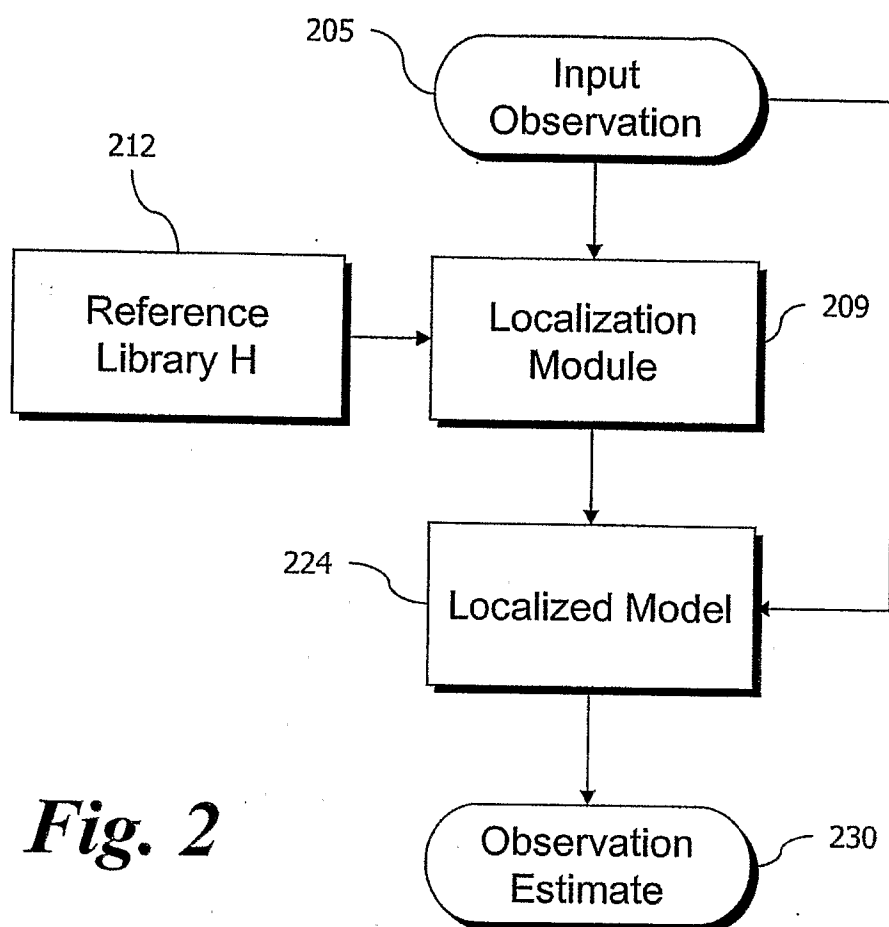 205
Input
Observation
212
Reference
Library H
Localization
Module
209
224
Localized Model
Fig. 2
Observation
Estimate
230